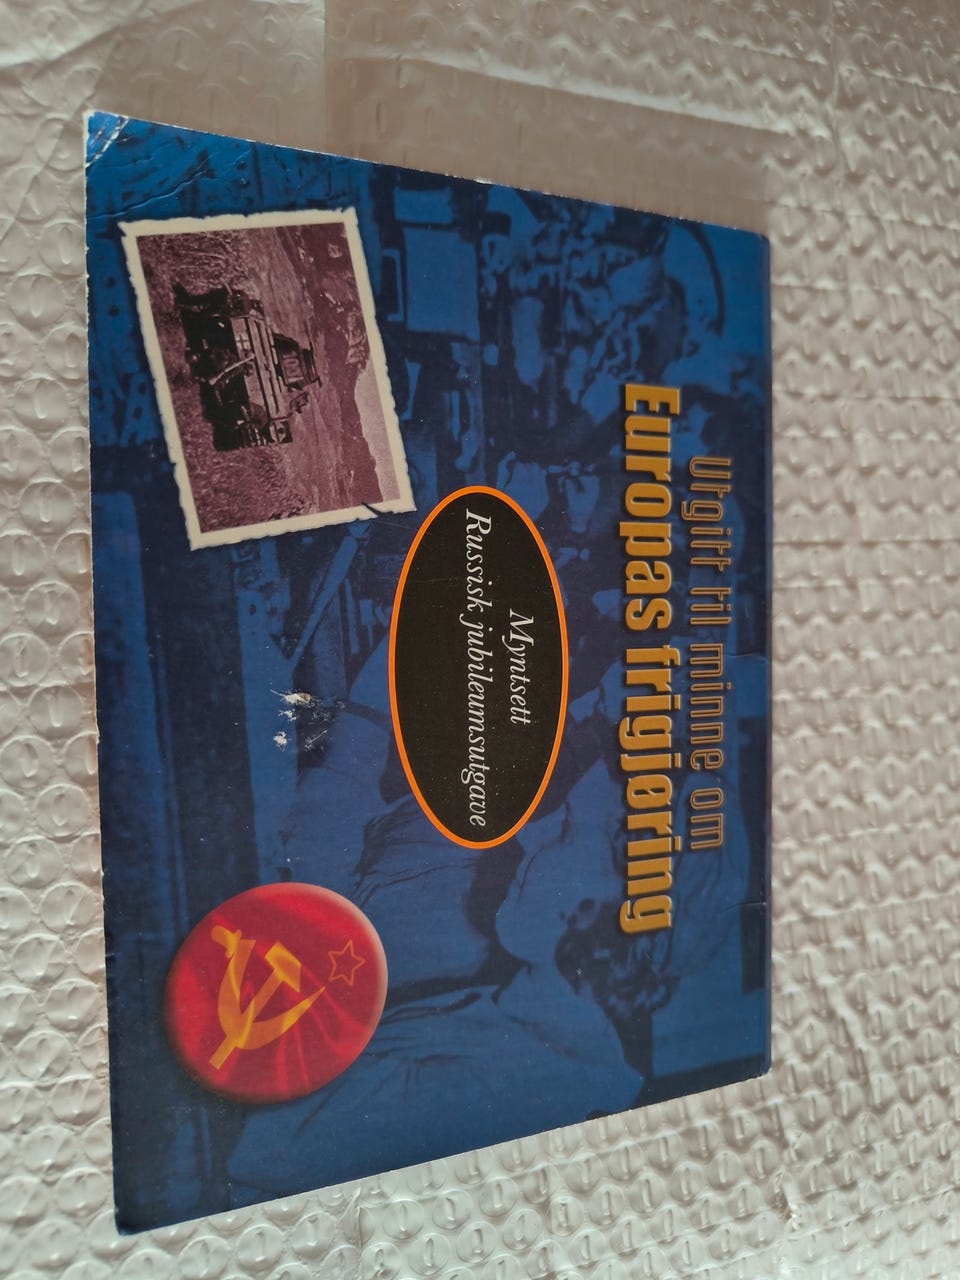 Utgitt til minne om
Europas frigjøring
Myntsett
Russisk jubileumsutgave